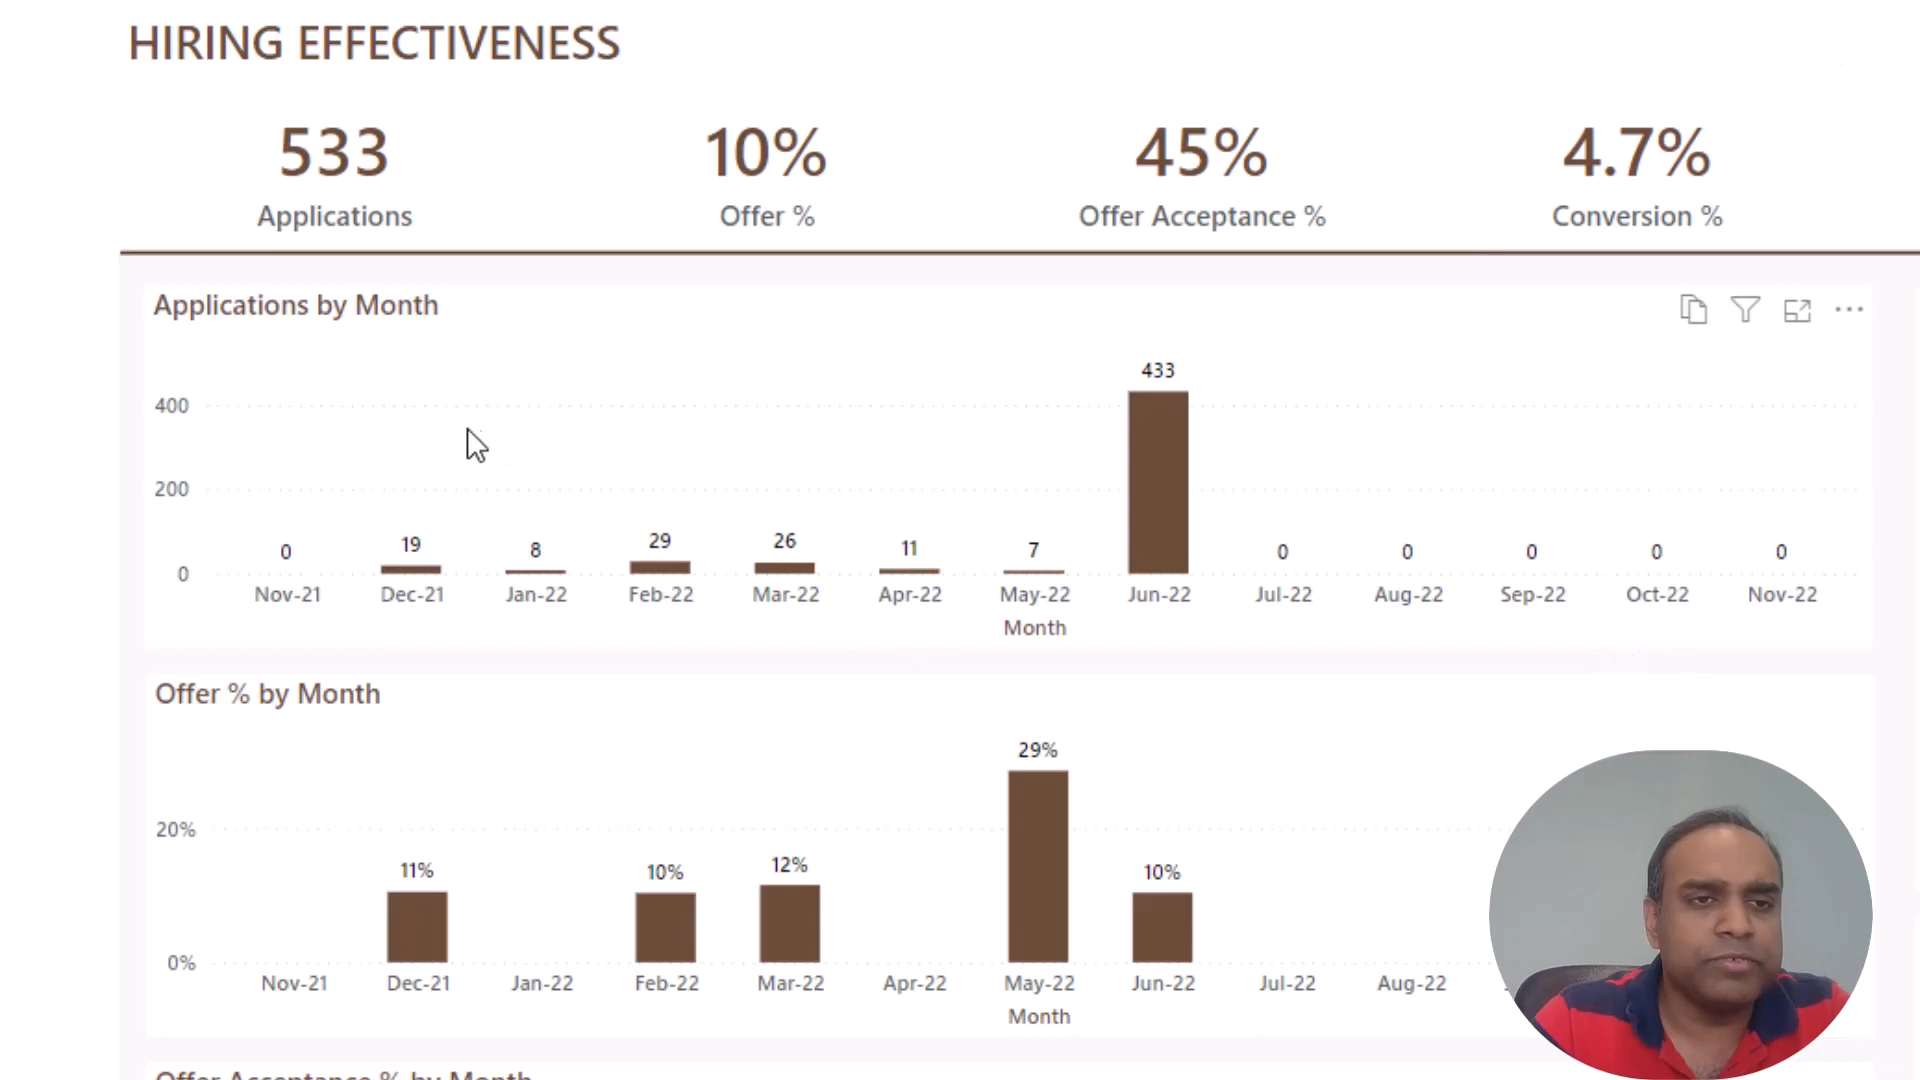 HIRING EFFECTIVENESS
533 10% 45% 4.7%
Applications Offer % Offer Acceptance % Conversion %
Applications by Month
433
400
200
0 19 8 29 26 11 7 0 0 0 0 0
0
Nov-21 Dec-21 Jan-22 Feb-22 Mar-22 Apr-22 May-22 Jun-22 Jul-22 Aug-22 Sep-22 Oct-22 Nov-22
Month
Offer % by Month
29%
20%
11% 10% 12% 10%
0%
Nov-21 Dec-21 Jan-22 Feb-22 Mar-22 Apr-22 May-22 Jun-22 Jul-22 Aug-22
Month
Offer Acceptance % by Month